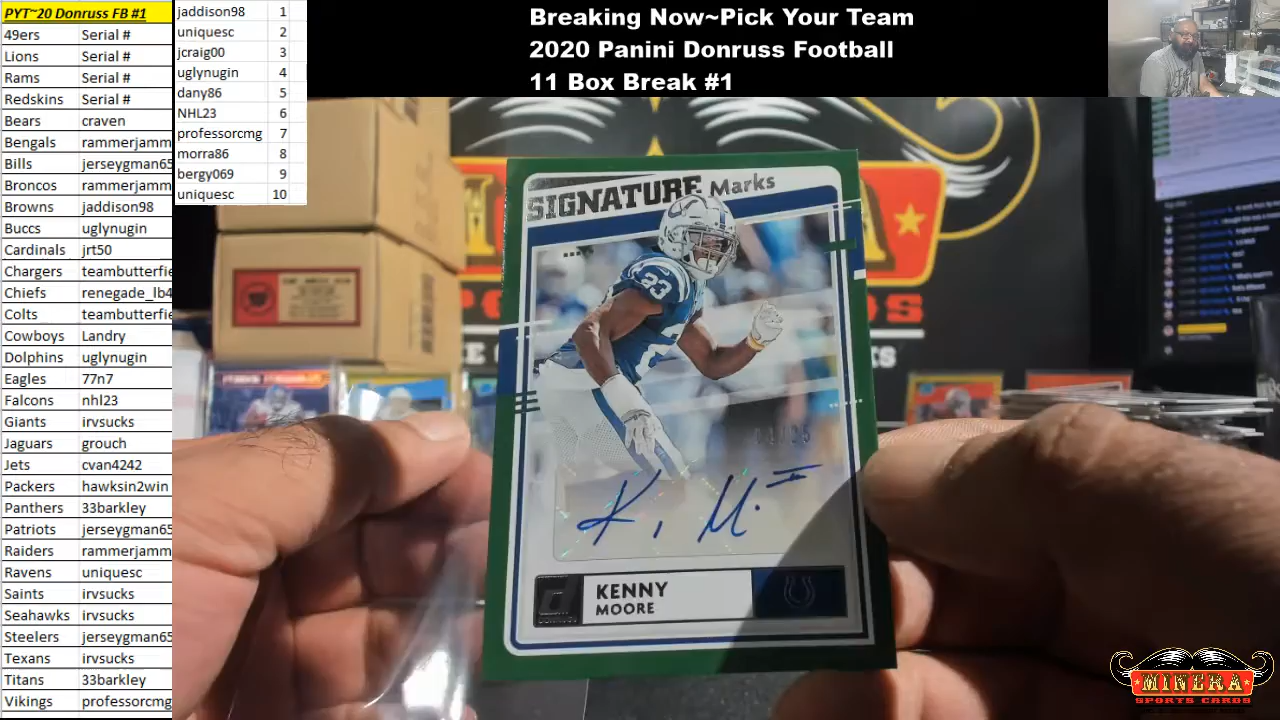 PYT~20 Donruss FB #1
49ers Serial #
Lions Serial #
Rams Serial #
Redskins Serial #
Bears craven
Bengals rammerjamm
Bills jerseygman65
Broncos rammerjamm
Browns jaddison98
Buccs uglynugin
Cardinals jrt50
Chargers teambutterfie
Chiefs renegade_lb4
Colts teambutterfie
Cowboys Landry
Dolphins uglynugin
Eagles 77n7
Falcons nhl23
Giants irvsucks
Jaguars grouch
Jets cvan4242
Packers hawksin2win
Panthers 33barkley
Patriots jerseygman65
Raiders rammerjamm
Ravens uniquesc
Saints irvsucks
Seahawks irvsucks
Steelers jerseygman65
Texans irvsucks
Titans 33barkley
Vikings professorcmg
jaddison98 1
uniquesc 2
jcraig00 3
uglynugin 4
dany86 5
NHL23 6
professorcmg 7
morra86 8
bergy069 9
uniquesc 10
Breaking Now~Pick Your Team
2020 Panini Donruss Football
11 Box Break #1
SIGNATURE Marks
23
K. M. II
KENNY
MOORE
MINERA
SPORTS CARDS